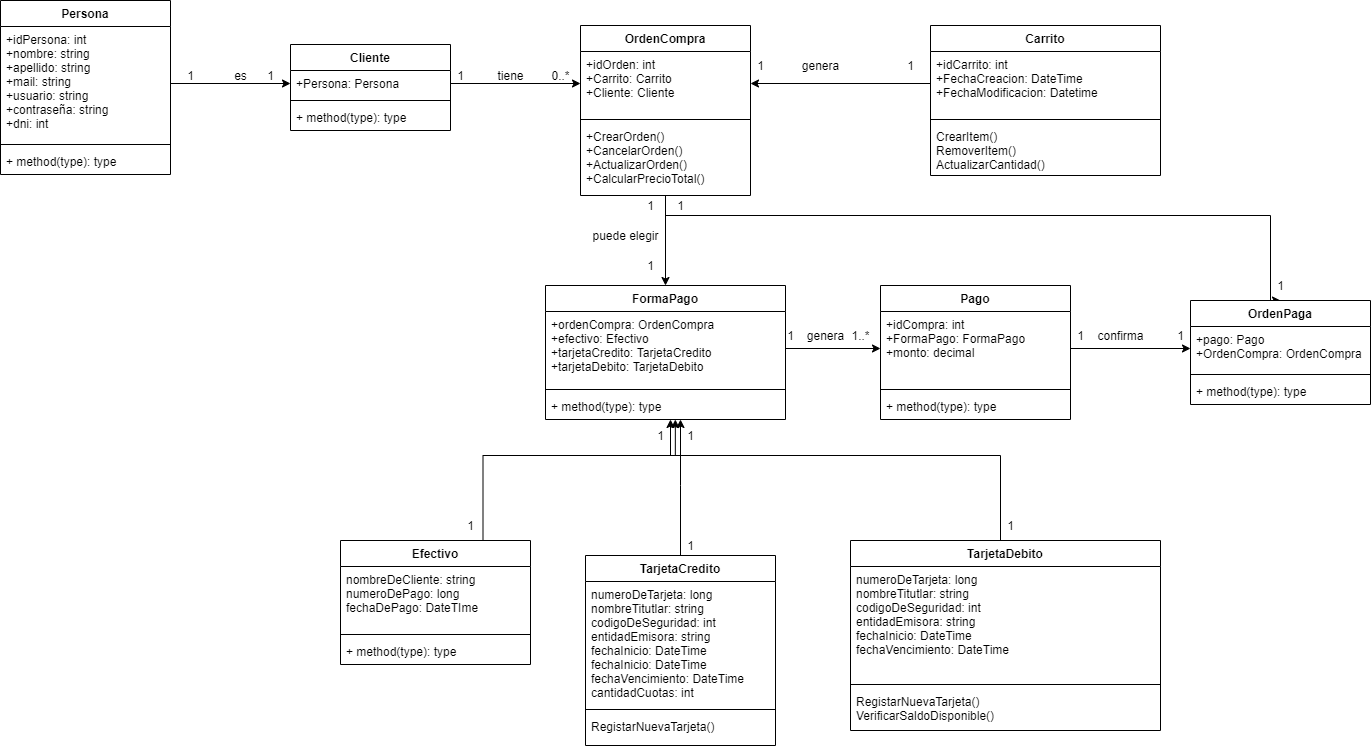 Persona
+idPersona: int
+nombre: string
+apellido: string
+mail: string
+usuario: string
+contraseña: string
+dni: int
+ method(type): type
1
es
1
Cliente
+Persona: Persona
+ method(type): type
1
tiene
0..*
OrdenCompra
+idOrden: int
+Carrito: Carrito
+Cliente: Cliente
+CrearOrden()
+CancelarOrden()
+ActualizarOrden()
+CalcularPrecioTotal()
1
genera
1
Carrito
+idCarrito: int
+FechaCreacion: DateTime
+FechaModificacion: Datetime
CrearItem()
RemoverItem()
ActualizarCantidad()
1
1
puede elegir
1
1
FormaPago
+ordenCompra: OrdenCompra
+efectivo: Efectivo
+tarjetaCredito: TarjetaCredito
+tarjetaDebito: TarjetaDebito
+ method(type): type
1
genera
1..*
Pago
+idCompra: int
+FormaPago: FormaPago
+monto: decimal
+ method(type): type
1
confirma
1
OrdenPaga
+pago: Pago
+OrdenCompra: OrdenCompra
+ method(type): type
1
1
1
1
1
Efectivo
nombreDeCliente: string
numeroDePago: long
fechaDePago: DateTIme
+ method(type): type
TarjetaCredito
numeroDeTarjeta: long
nombreTitutlar: string
codigoDeSeguridad: int
entidadEmisora: string
fechaInicio: DateTime
fechaInicio: DateTime
fechaVencimiento: DateTime
cantidadCuotas: int
RegistarNuevaTarjeta()
TarjetaDebito
numeroDeTarjeta: long
nombreTitutlar: string
codigoDeSeguridad: int
entidadEmisora: string
fechaInicio: DateTime
fechaVencimiento: DateTime
RegistarNuevaTarjeta()
VerificarSaldoDisponible()